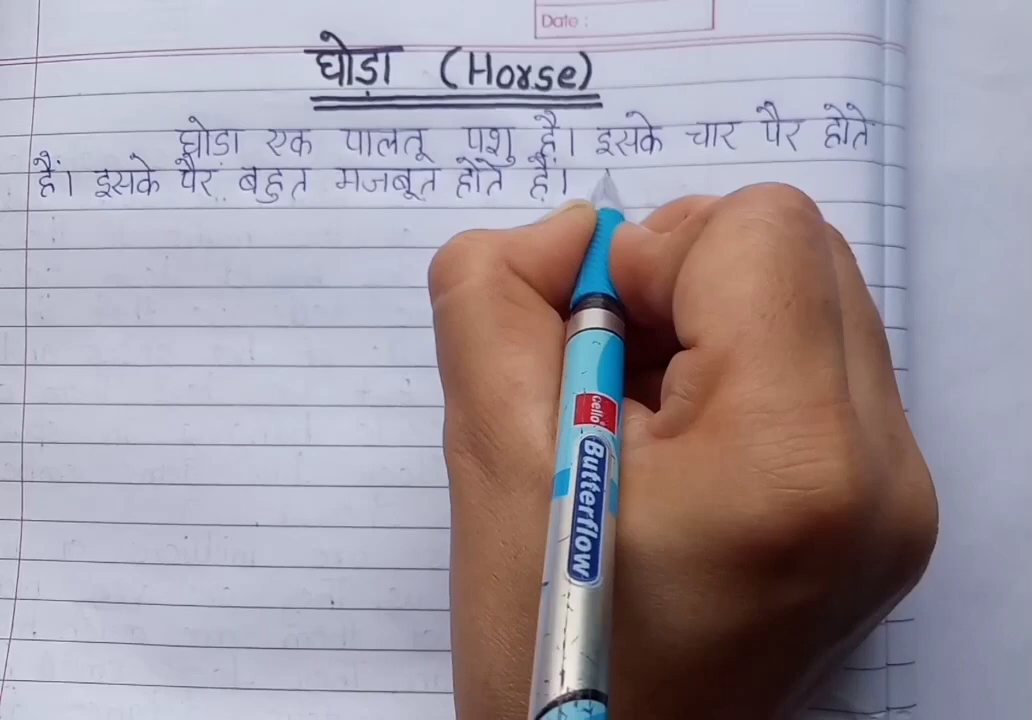 Date :
घोड़ा (Horse)
घोडा एक पालतू पशु है। इसके चार पैर होते
हैं। इसके पैर बहुत मजबूत होते हैं।
cello
Butterflow